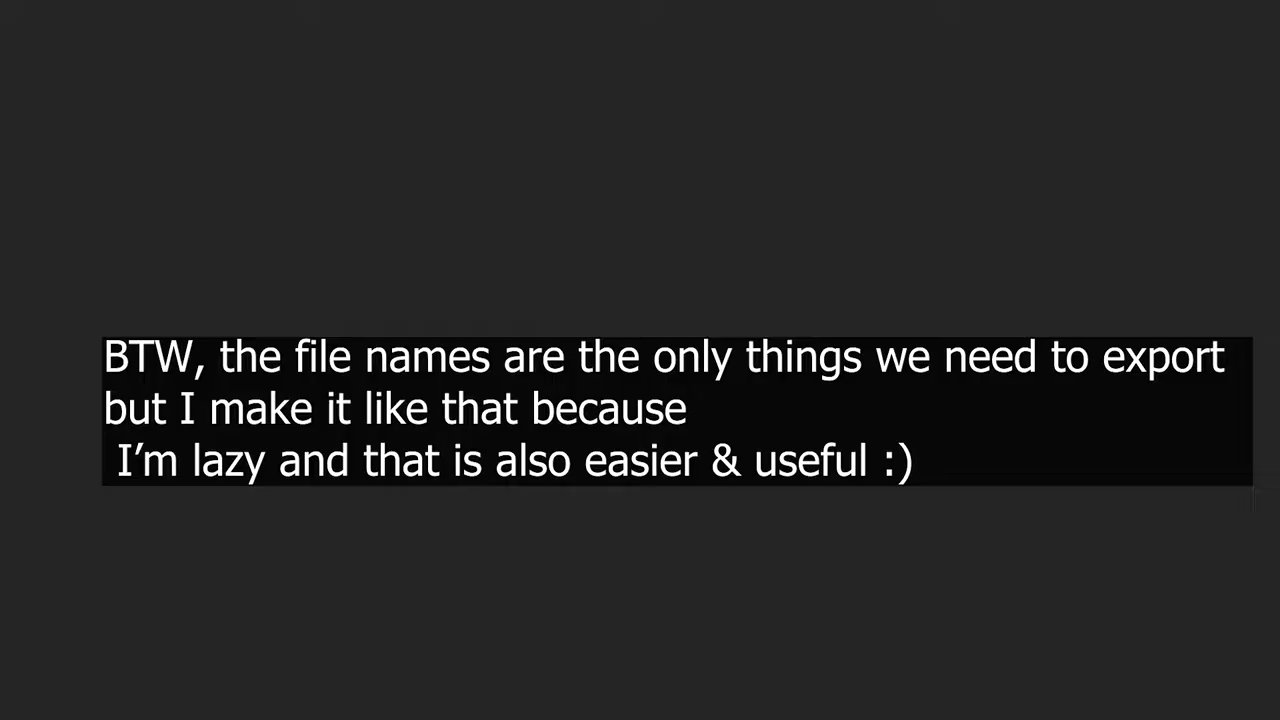 BTW, the file names are the only things we need to export
but I make it like that because
I’m lazy and that is also easier & useful :)